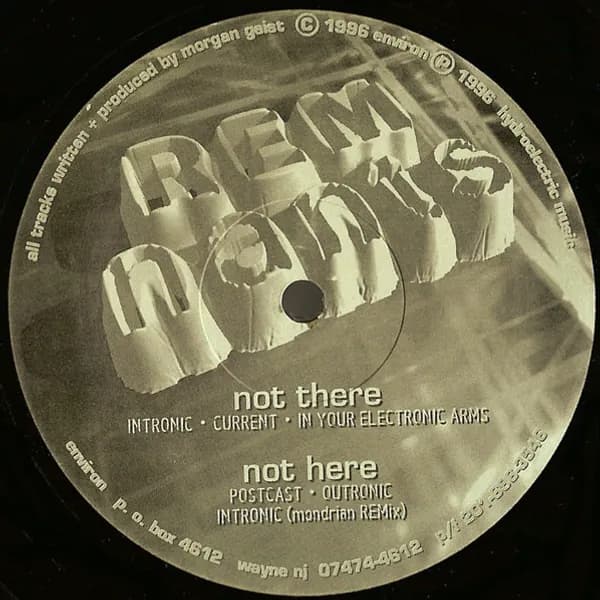 all tracks written + produced by morgan geist © 1996 environ ℗ 1996 hydroelectric music
REM
nants
not there
INTRONIC • CURRENT • IN YOUR ELECTRONIC ARMS
not here
POSTCAST • OUTRONIC
INTRONIC (mondrian REMix)
environ p. o. box 4612 wayne nj 07474-4612 p/f